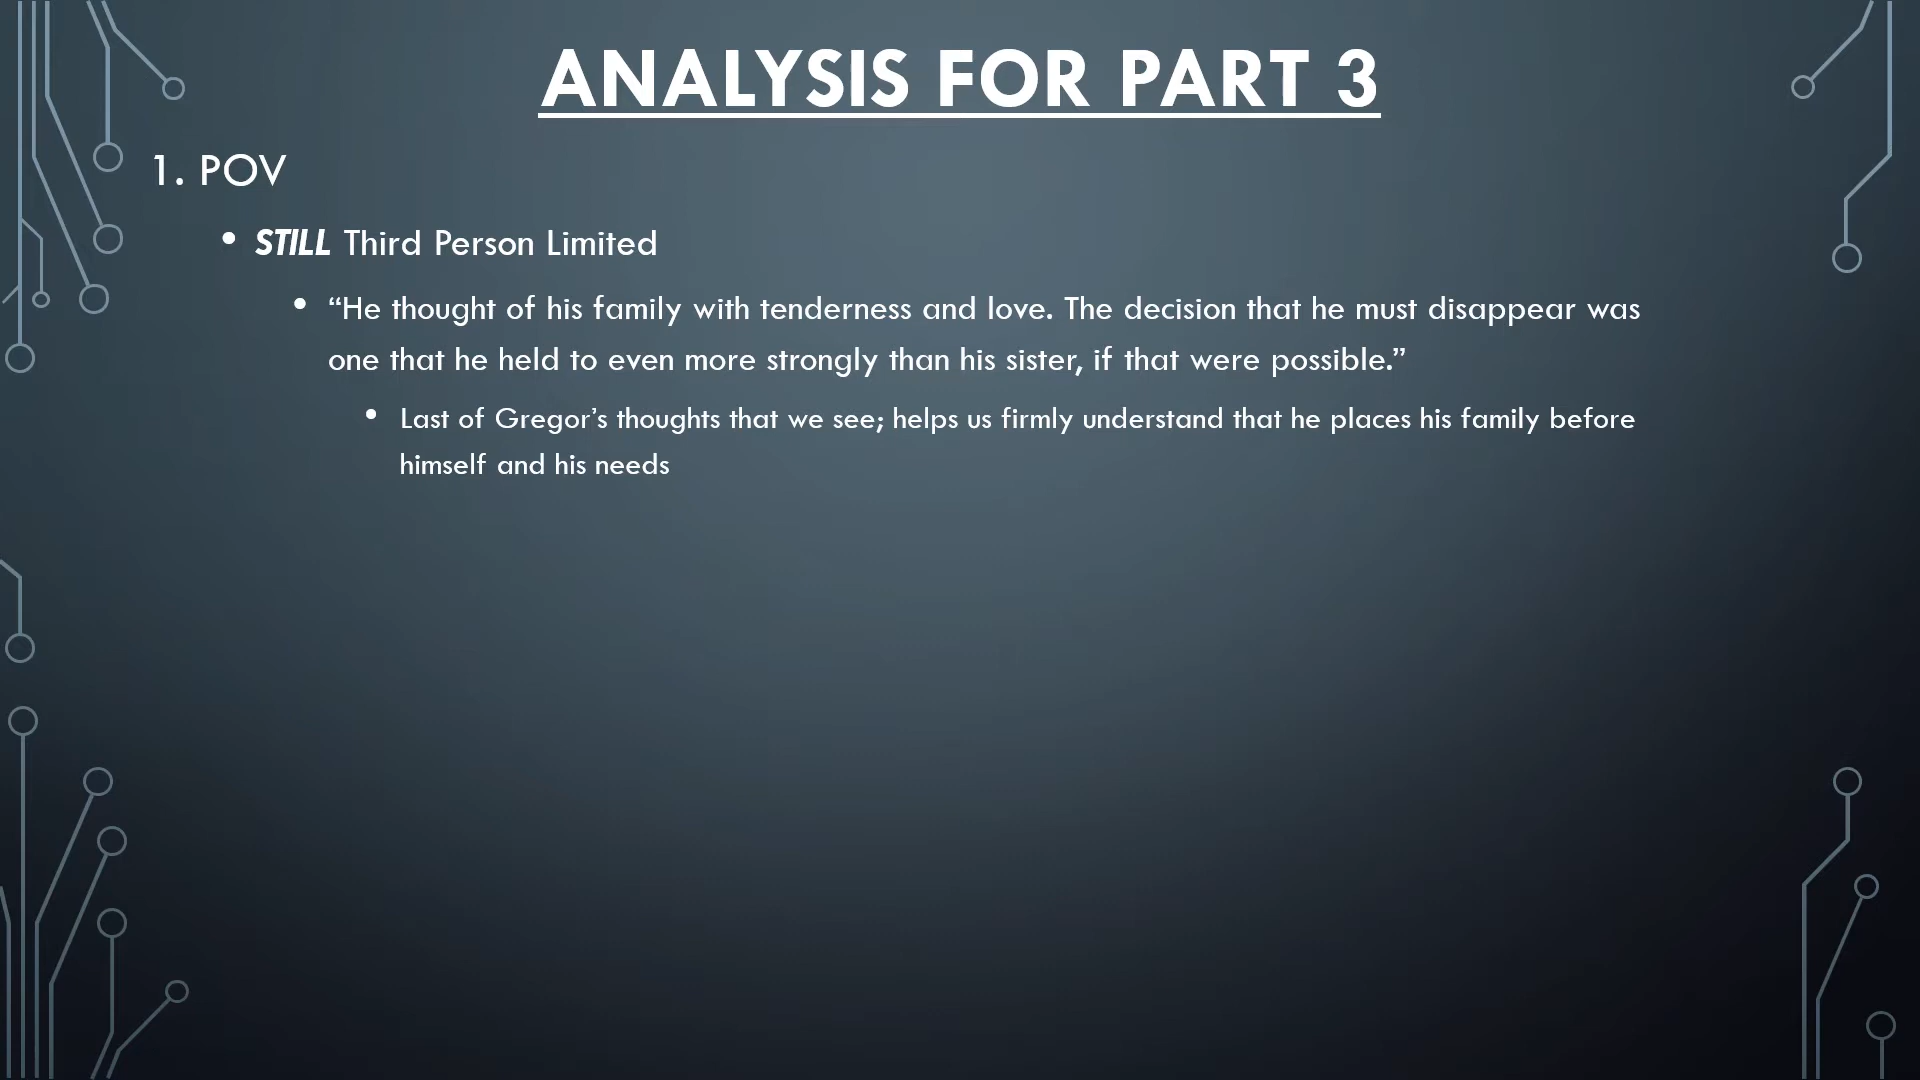 ANALYSIS FOR PART 3
1. POV
• STILL Third Person Limited
• “He thought of his family with tenderness and love. The decision that he must disappear was
one that he held to even more strongly than his sister, if that were possible.”
• Last of Gregor’s thoughts that we see; helps us firmly understand that he places his family before
himself and his needs